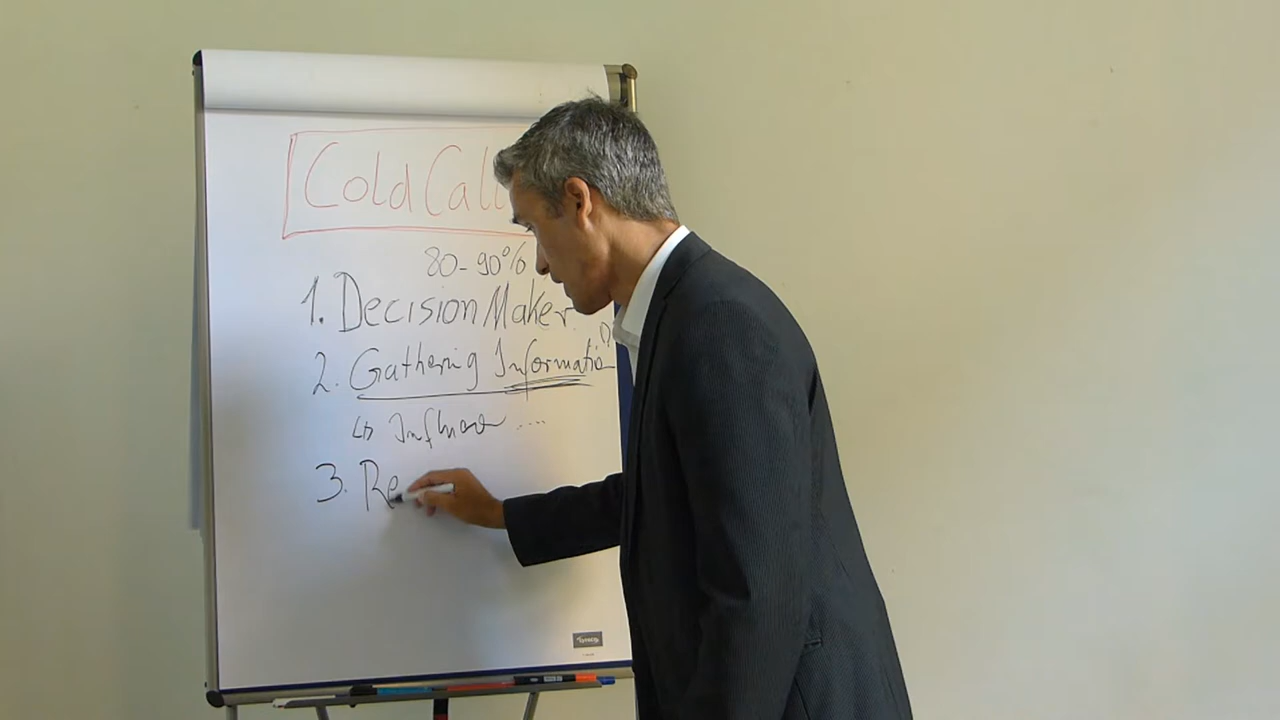 Cold Call
80-90%
1. Decision Maker
2. Gathering Information
↳ Influence ....
3. Re